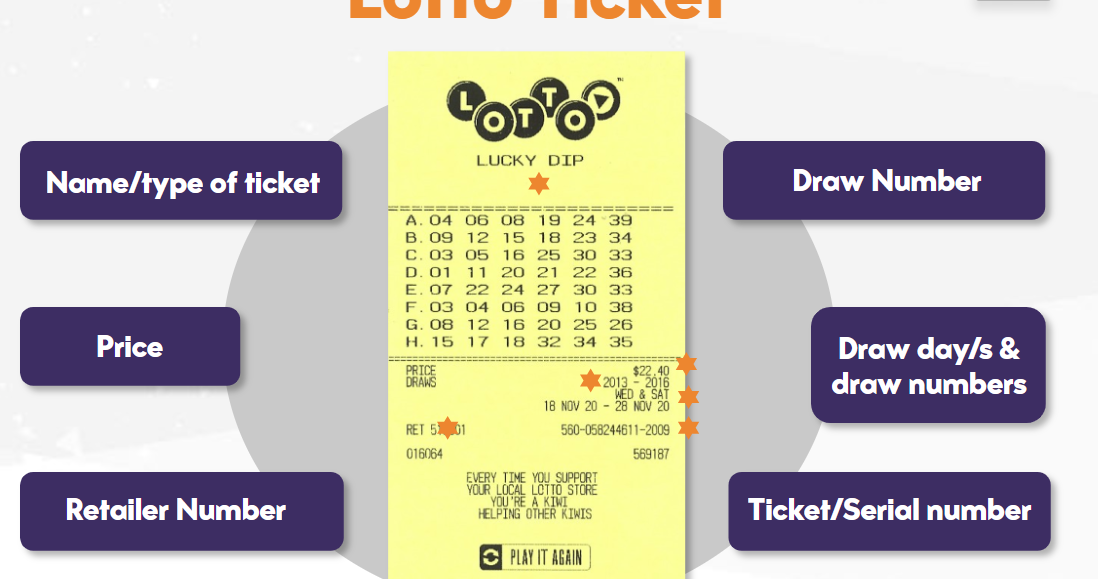 Lotto Ticket
LOTTO
LUCKY DIP
Name/type of ticket
Draw Number
A. 04 06 08 19 24 39
B. 09 12 15 18 23 34
C. 03 05 16 25 30 33
D. 01 11 20 21 22 36
E. 07 22 24 27 30 33
F. 03 04 06 09 10 38
G. 08 12 16 20 25 26
H. 15 17 18 32 34 35
Price
Draw day/s &
draw numbers
PRICE $22.40
DRAWS 2013 - 2016
WED & SAT
18 NOV 20 - 28 NOV 20
RET 560-058244611-2009
016064 569187
EVERY TIME YOU SUPPORT
YOUR LOCAL LOTTO STORE
YOU'RE A KIWI
HELPING OTHER KIWIS
Retailer Number
Ticket/Serial number
PLAY IT AGAIN